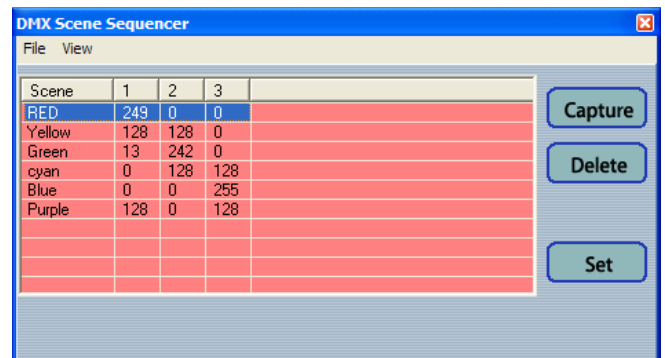 DMX Scene Sequencer
File View
Scene 1 2 3
RED 249 0 0
Yellow 128 128 0
Green 13 242 0
cyan 0 128 128
Blue 0 0 255
Purple 128 0 128
Capture
Delete
Set